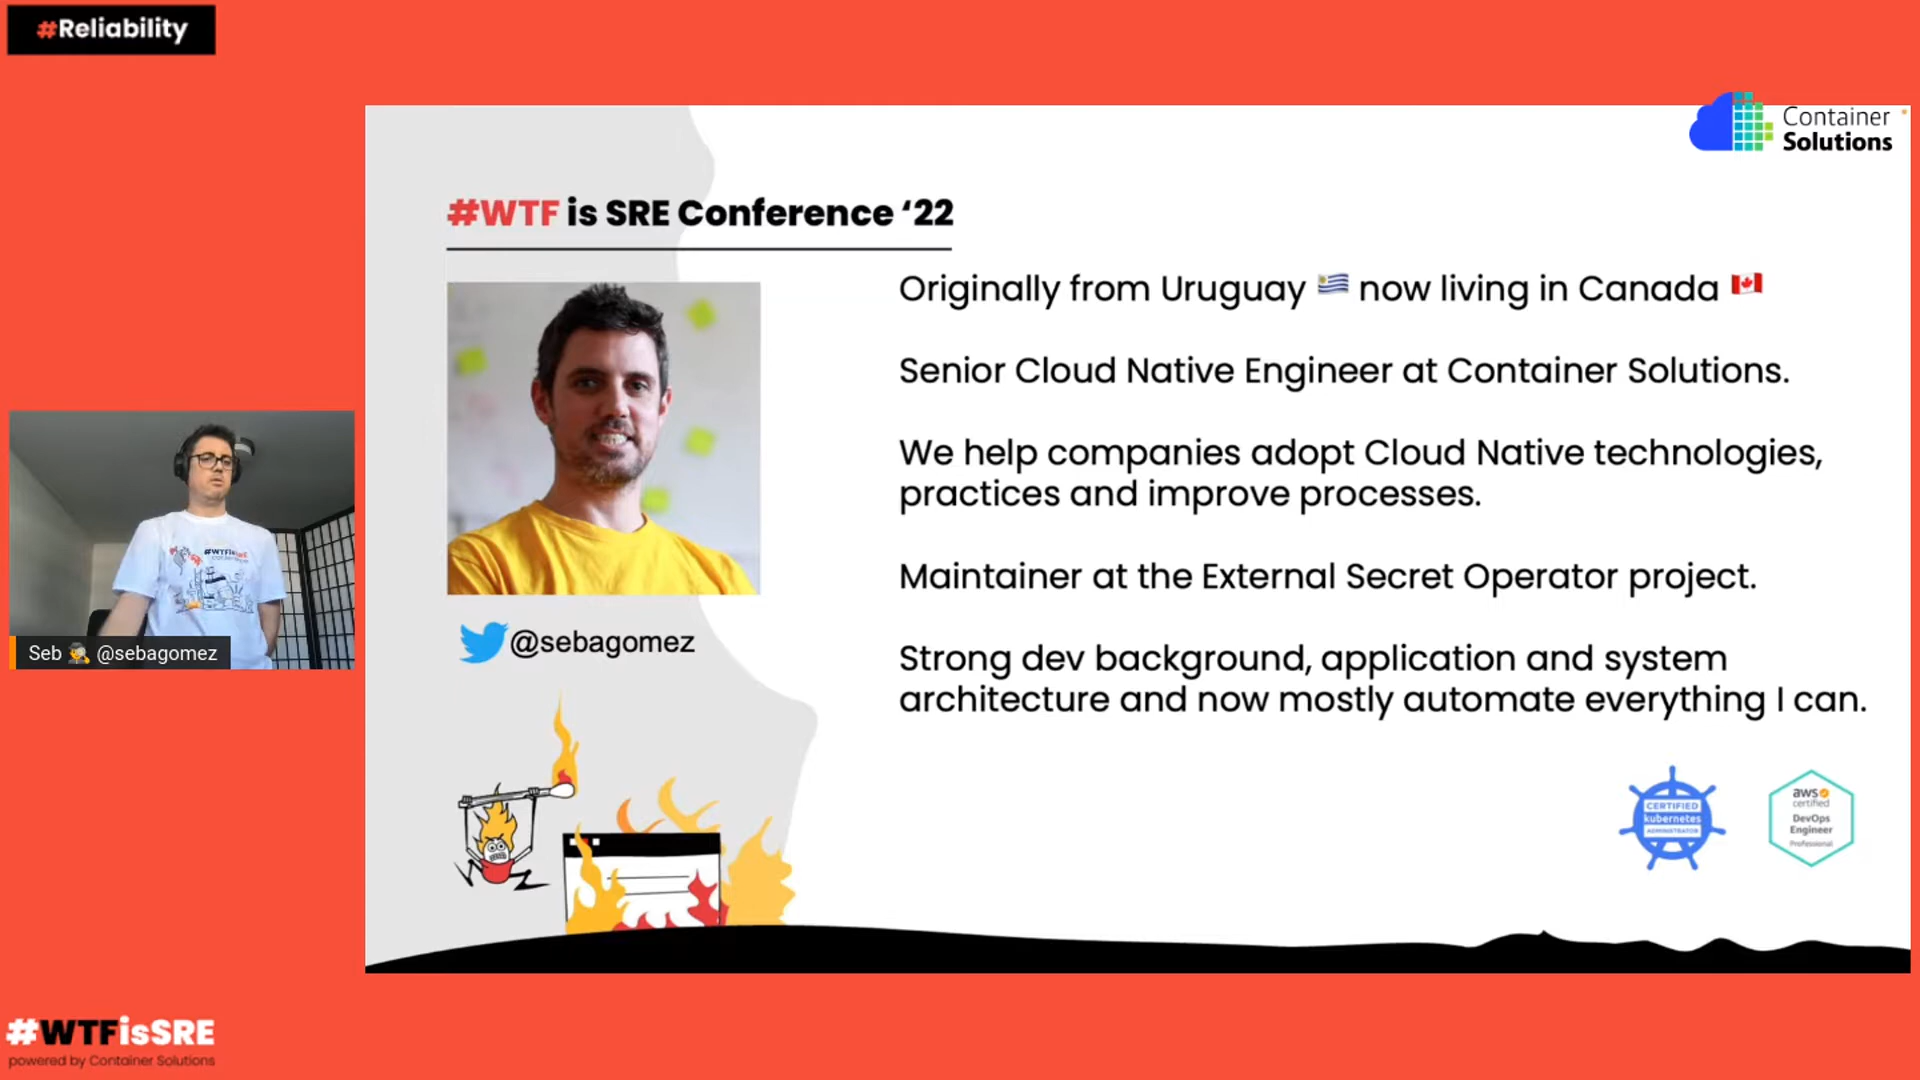 #Reliability
Container
Solutions
#WTF is SRE Conference ‘22
Originally from Uruguay 🇺🇾 now living in Canada 🇨🇦
Senior Cloud Native Engineer at Container Solutions.
We help companies adopt Cloud Native technologies,
practices and improve processes.
Maintainer at the External Secret Operator project.
@sebagomez
Strong dev background, application and system
architecture and now mostly automate everything I can.
#WTFisSRE
Seb 🕵️ @sebagomez
CERTIFIED
kubernetes
ADMINISTRATOR
aws
certified
DevOps
Engineer
Professional
#WTFisSRE
powered by Container Solutions